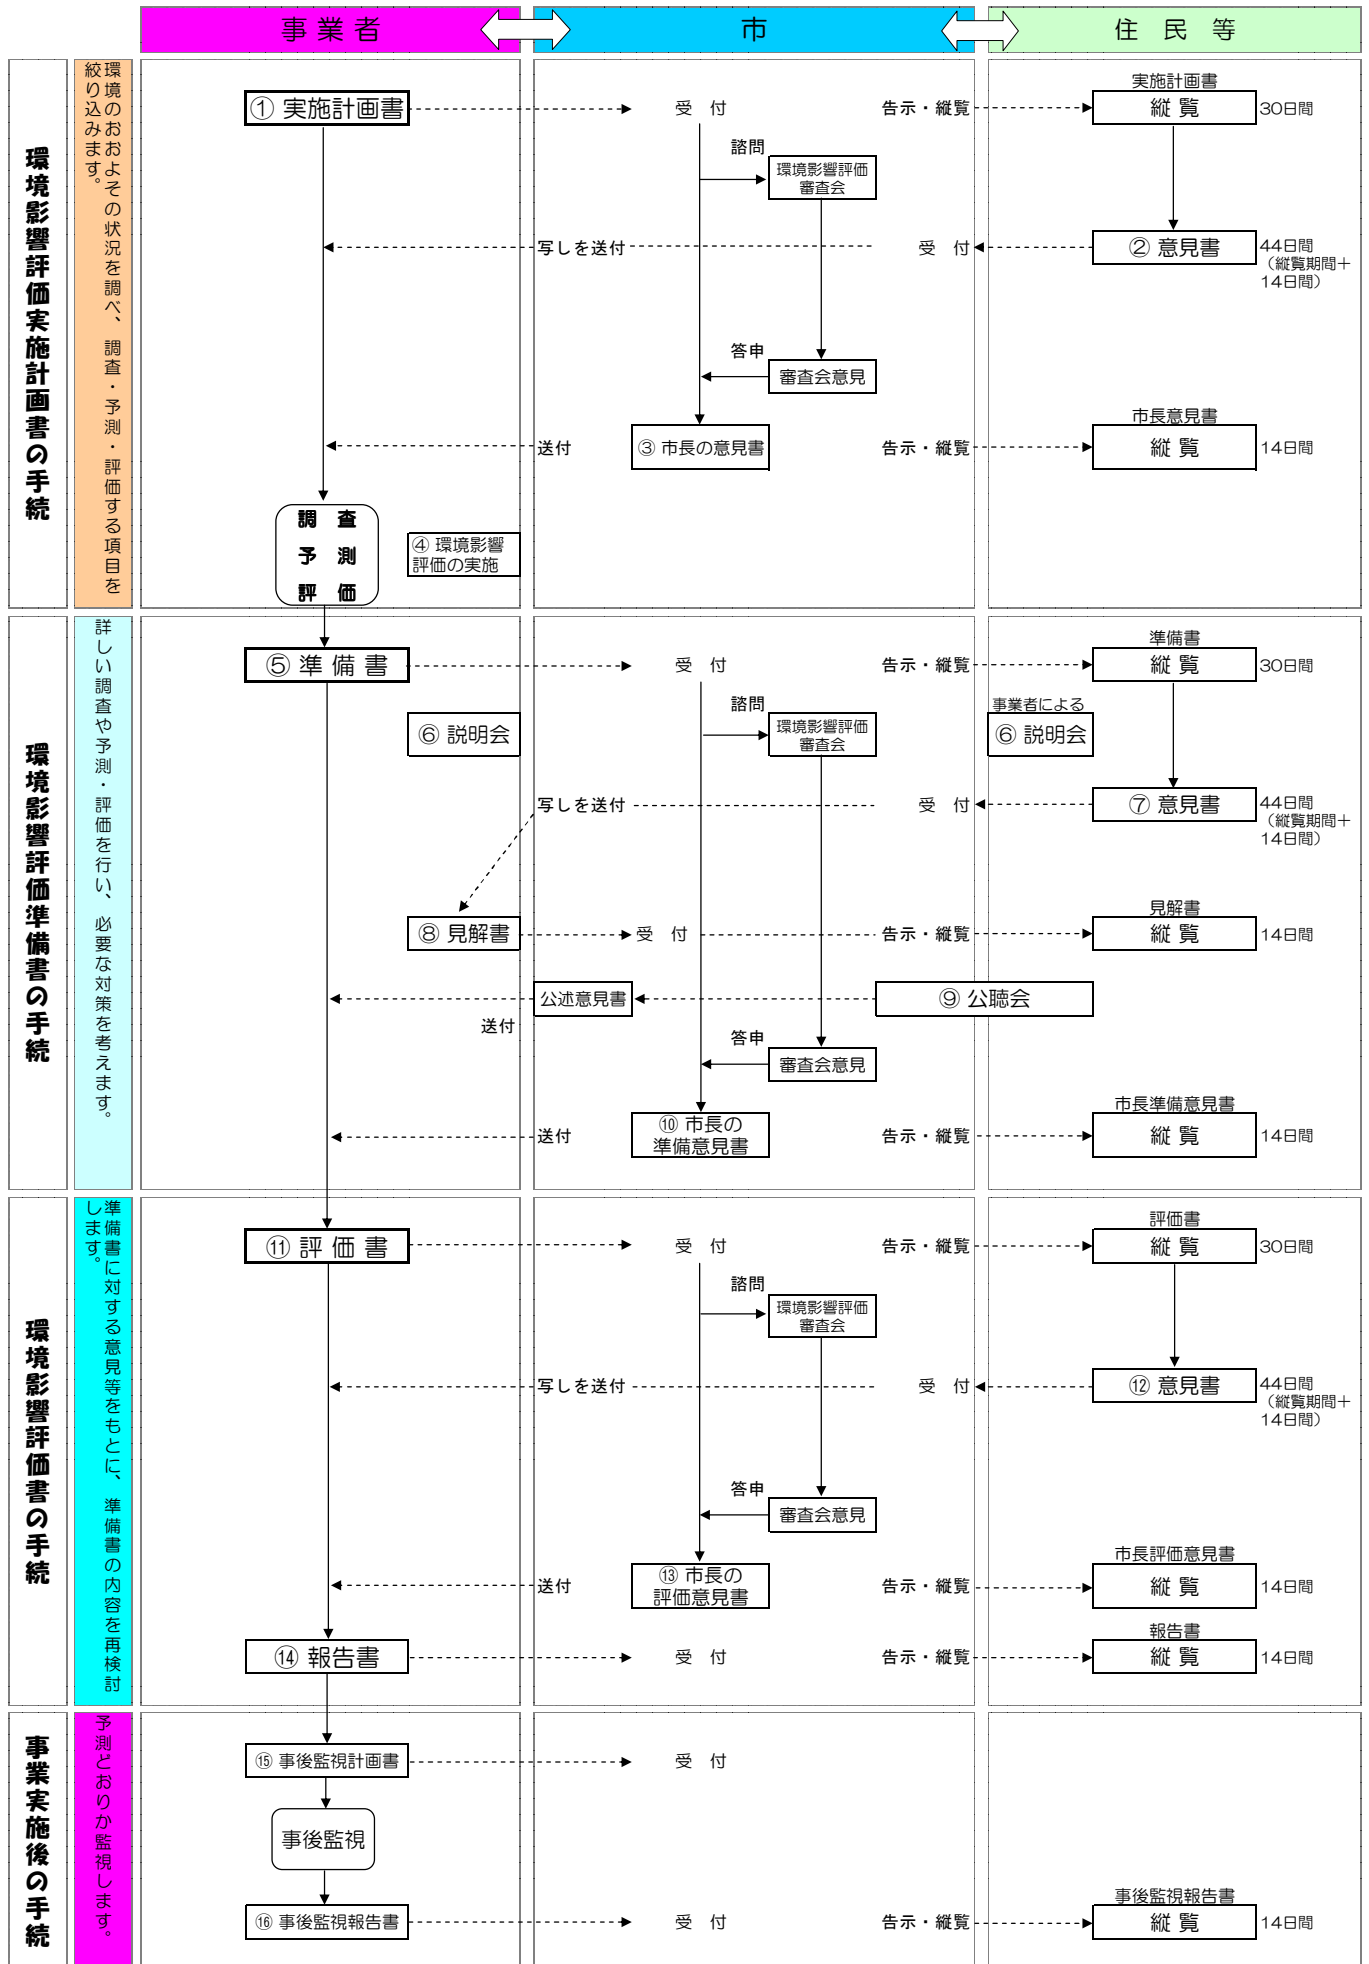 事業者
市
住民等
環境影響評価実施計画書の手続
環境のおおよその状況を調べ、調査・予測・評価する項目を
絞り込みます。
① 実施計画書
受 付
告示・縦覧
実施計画書
縦 覧
30日間
諮問
環境影響評価
審査会
写しを送付
受 付
② 意見書
44日間
（縦覧期間＋
14日間）
答申
審査会意見
送付
③ 市長の意見書
告示・縦覧
市長意見書
縦 覧
14日間
調 査
予 測
評 価
④ 環境影響
評価の実施
環境影響評価準備書の手続
詳しい調査や予測・評価を行い、必要な対策を考えます。
⑤ 準 備 書
受 付
告示・縦覧
準備書
縦 覧
30日間
⑥ 説明会
諮問
環境影響評価
審査会
事業者による
⑥ 説明会
写しを送付
受 付
⑦ 意見書
44日間
（縦覧期間＋
14日間）
⑧ 見解書
受 付
告示・縦覧
見解書
縦 覧
14日間
公述意見書
⑨ 公聴会
送付
答申
審査会意見
送付
⑩ 市長の
準備意見書
告示・縦覧
市長準備意見書
縦 覧
14日間
環境影響評価書の手続
準備書に対する意見等をもとに、準備書の内容を再検討
します。
⑪ 評 価 書
受 付
告示・縦覧
評価書
縦 覧
30日間
諮問
環境影響評価
審査会
写しを送付
受 付
⑫ 意見書
44日間
（縦覧期間＋
14日間）
答申
審査会意見
送付
⑬ 市長の
評価意見書
告示・縦覧
市長評価意見書
縦 覧
14日間
⑭ 報告書
受 付
告示・縦覧
報告書
縦 覧
14日間
事業実施後の手続
予測どおりか監視します。
⑮ 事後監視計画書
受 付
事後監視
⑯ 事後監視報告書
受 付
告示・縦覧
事後監視報告書
縦 覧
14日間